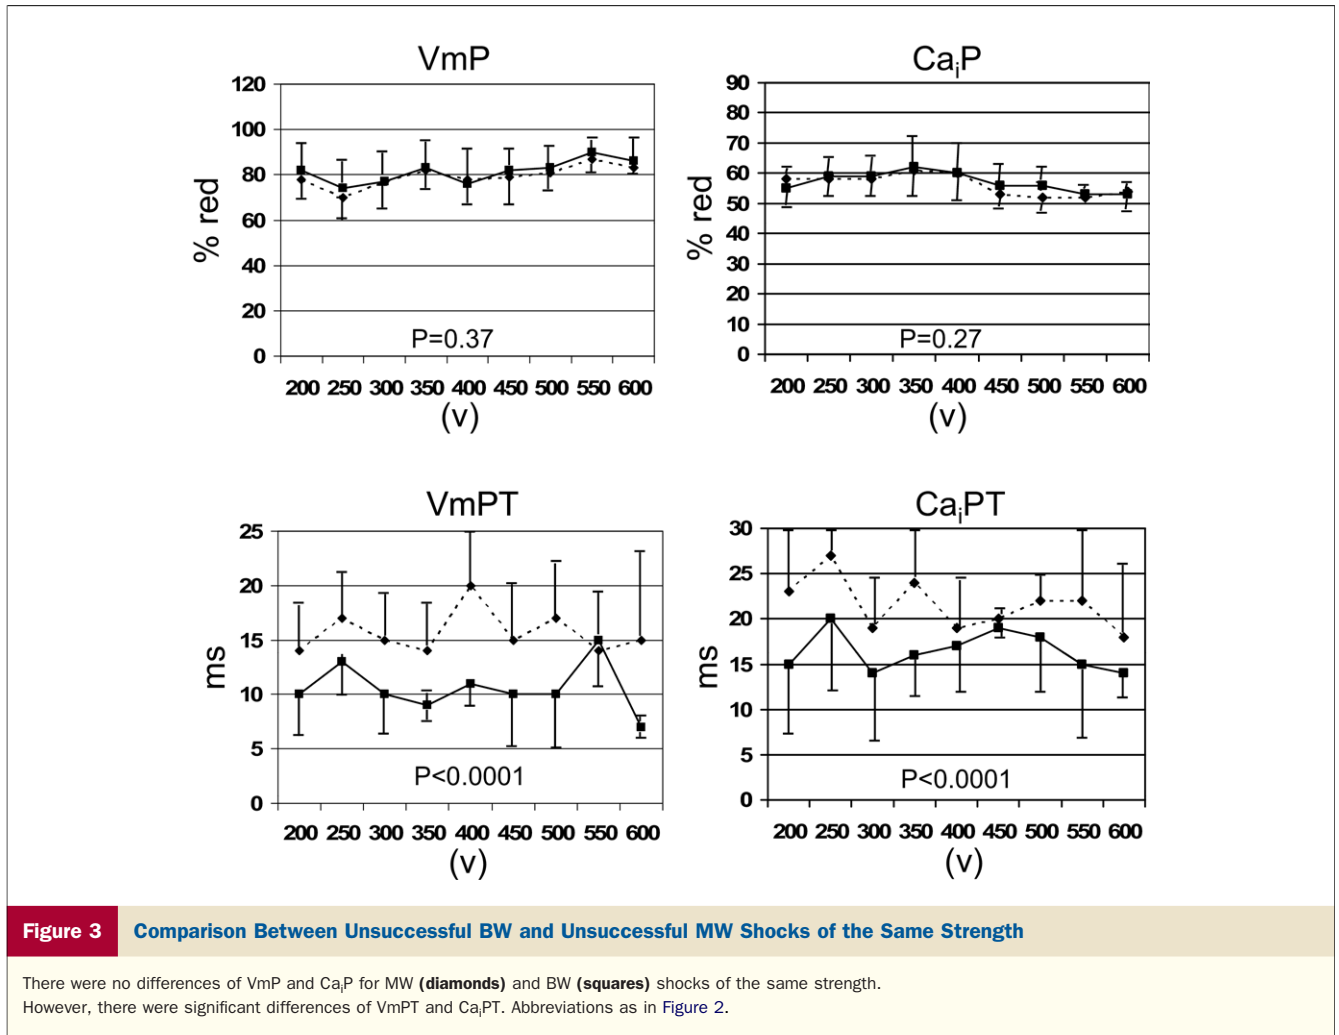 VmP
120
100
80
60
40
20
0
% red
P=0.37
200 250 300 350 400 450 500 550 600
(v)
CaiP
90
80
70
60
50
40
30
20
10
0
% red
P=0.27
200 250 300 350 400 450 500 550 600
(v)
VmPT
25
20
15
10
5
0
ms
P<0.0001
200 250 300 350 400 450 500 550 600
(v)
CaiPT
30
25
20
15
10
5
0
ms
P<0.0001
200 250 300 350 400 450 500 550 600
(v)
Figure 3 Comparison Between Unsuccessful BW and Unsuccessful MW Shocks of the Same Strength
There were no differences of VmP and CaiP for MW (diamonds) and BW (squares) shocks of the same strength.
However, there were significant differences of VmPT and CaiPT. Abbreviations as in Figure 2.